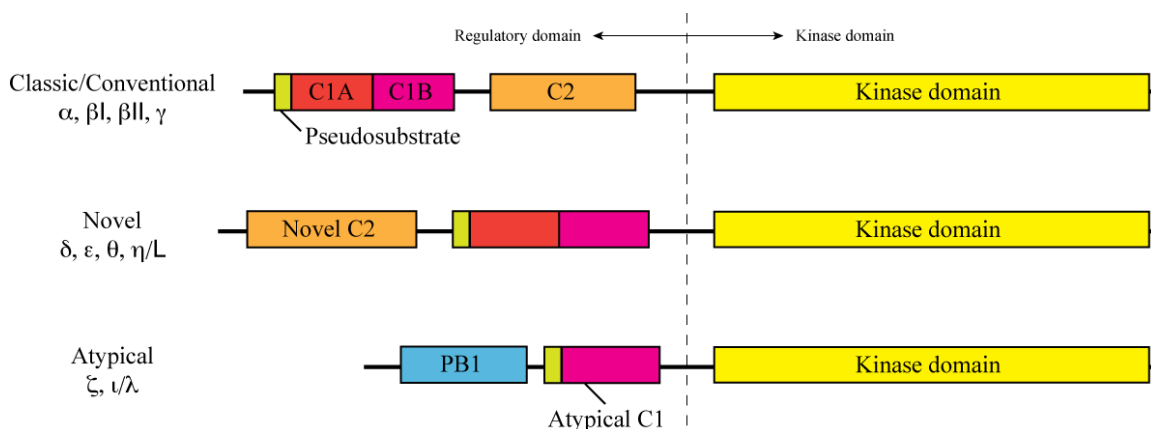 Regulatory domain Kinase domain
Classic/Conventional
α, βI, βII, γ
C1A C1B C2 Kinase domain
Pseudosubstrate
Novel
δ, ε, θ, η/L
Novel C2 Kinase domain
Atypical
ζ, ι/λ
PB1 Kinase domain
Atypical C1